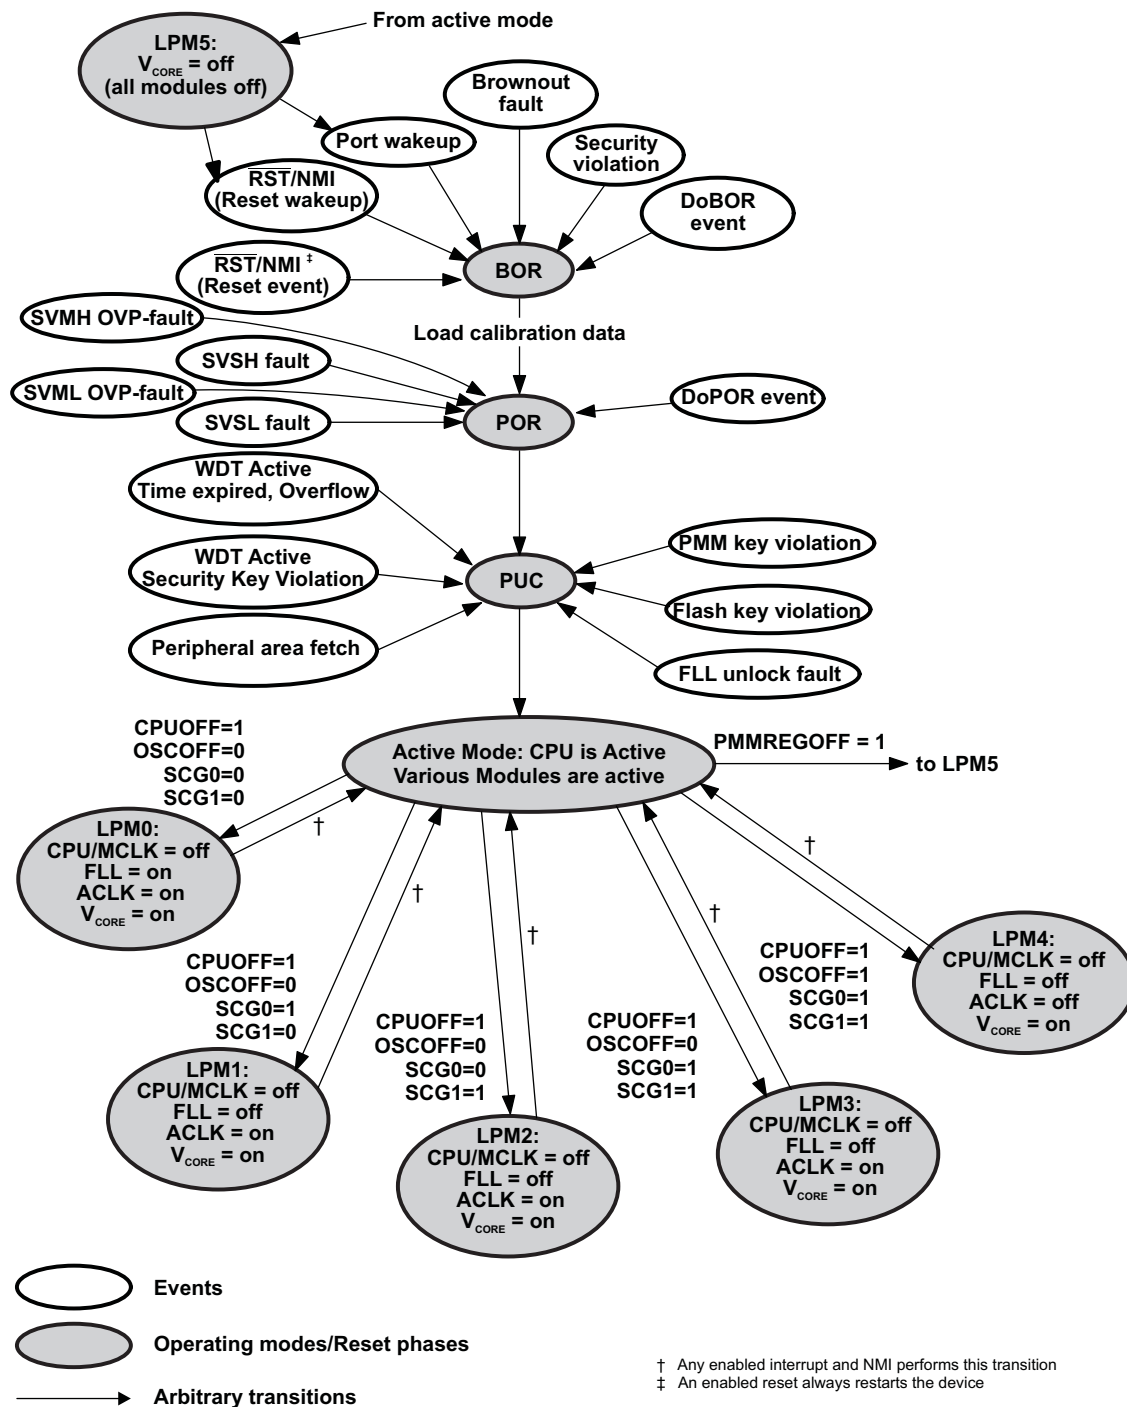 From active mode
LPM5:
VCORE = off
(all modules off)
Brownout
fault
Port wakeup
Security
violation
RST/NMI
(Reset wakeup)
DoBOR
event
RST/NMI ‡
(Reset event)
BOR
SVMH OVP-fault
Load calibration data
SVSH fault
SVML OVP-fault
DoPOR event
SVSL fault
POR
WDT Active
Time expired, Overflow
PMM key violation
WDT Active
Security Key Violation
PUC
Flash key violation
Peripheral area fetch
FLL unlock fault
CPUOFF=1
OSCOFF=0
SCG0=0
SCG1=0
Active Mode: CPU is Active
Various Modules are active
PMMREGOFF = 1
to LPM5
†
†
†
†
†
LPM0:
CPU/MCLK = off
FLL = on
ACLK = on
VCORE = on
CPUOFF=1
OSCOFF=0
SCG0=1
SCG1=0
CPUOFF=1
OSCOFF=0
SCG0=0
SCG1=1
CPUOFF=1
OSCOFF=0
SCG0=1
SCG1=1
CPUOFF=1
OSCOFF=1
SCG0=1
SCG1=1
LPM4:
CPU/MCLK = off
FLL = off
ACLK = off
VCORE = on
LPM1:
CPU/MCLK = off
FLL = off
ACLK = on
VCORE = on
LPM2:
CPU/MCLK = off
FLL = off
ACLK = on
VCORE = on
LPM3:
CPU/MCLK = off
FLL = off
ACLK = on
VCORE = on
Events
Operating modes/Reset phases
Arbitrary transitions
† Any enabled interrupt and NMI performs this transition
‡ An enabled reset always restarts the device